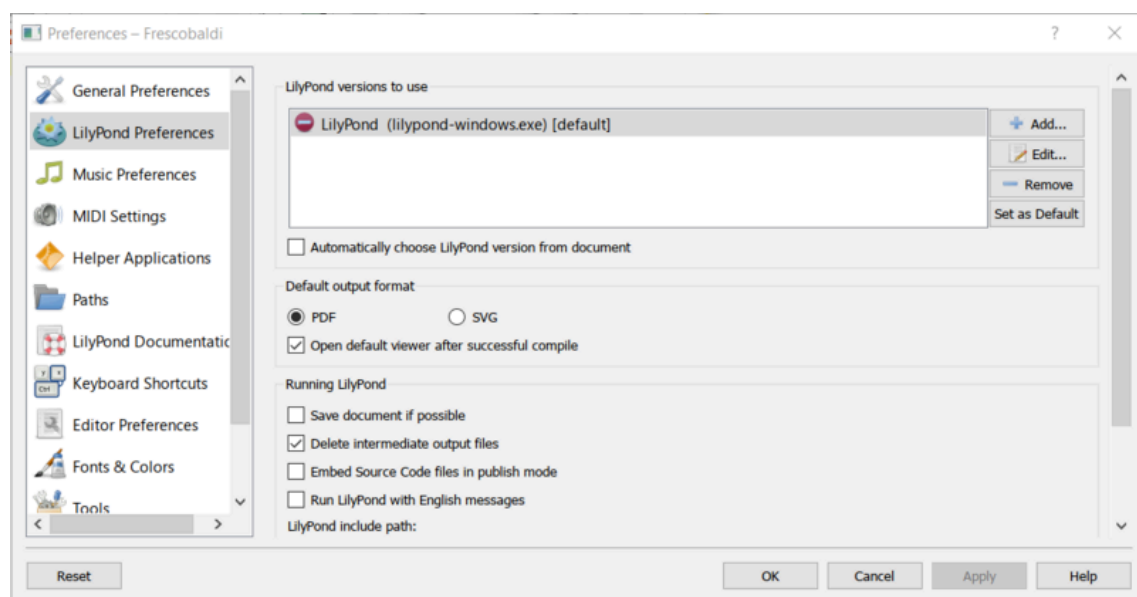 Preferences – Frescobaldi
General Preferences
LilyPond Preferences
Music Preferences
MIDI Settings
Helper Applications
Paths
LilyPond Documentatic
Keyboard Shortcuts
Editor Preferences
Fonts & Colors
Tools
LilyPond versions to use
LilyPond (lilypond-windows.exe) [default]
Add...
Edit...
Remove
Set as Default
Automatically choose LilyPond version from document
Default output format
PDF SVG
Open default viewer after successful compile
Running LilyPond
Save document if possible
Delete intermediate output files
Embed Source Code files in publish mode
Run LilyPond with English messages
LilyPond include path:
Reset OK Cancel Apply Help